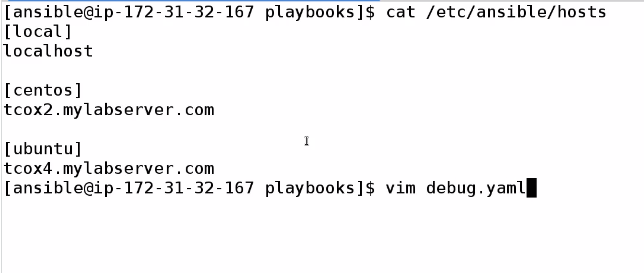 [ansible@ip-172-31-32-167 playbooks]$ cat /etc/ansible/hosts
[local]
localhost
[centos]
tcox2.mylabserver.com
[ubuntu]
tcox4.mylabserver.com
[ansible@ip-172-31-32-167 playbooks]$ vim debug.yaml